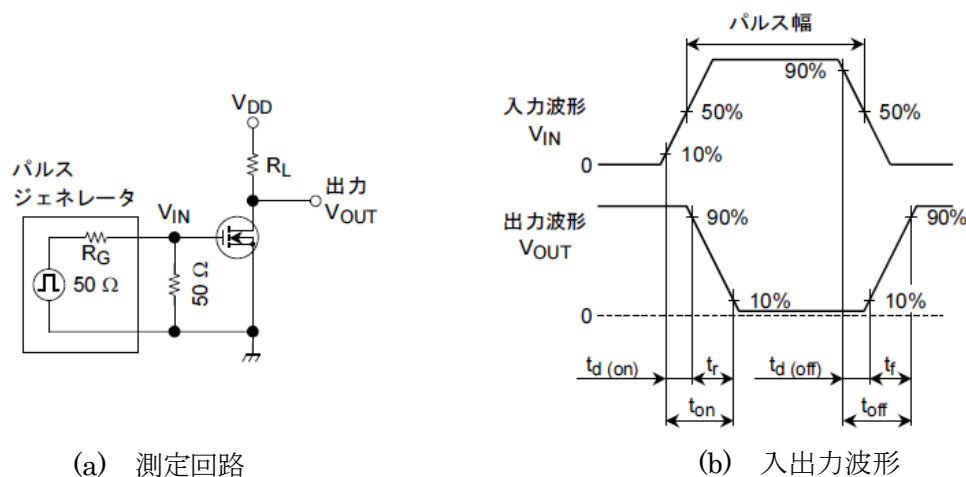 VDD
RL
出力
VOUT
パルス
ジェネレータ
VIN
RG
50 Ω
50 Ω
(a) 測定回路
パルス幅
入力波形
VIN
90%
50%
50%
10%
0
出力波形
VOUT
90%
90%
10%
10%
0
td (on)
tr
td (off)
tf
ton
toff
(b) 入出力波形